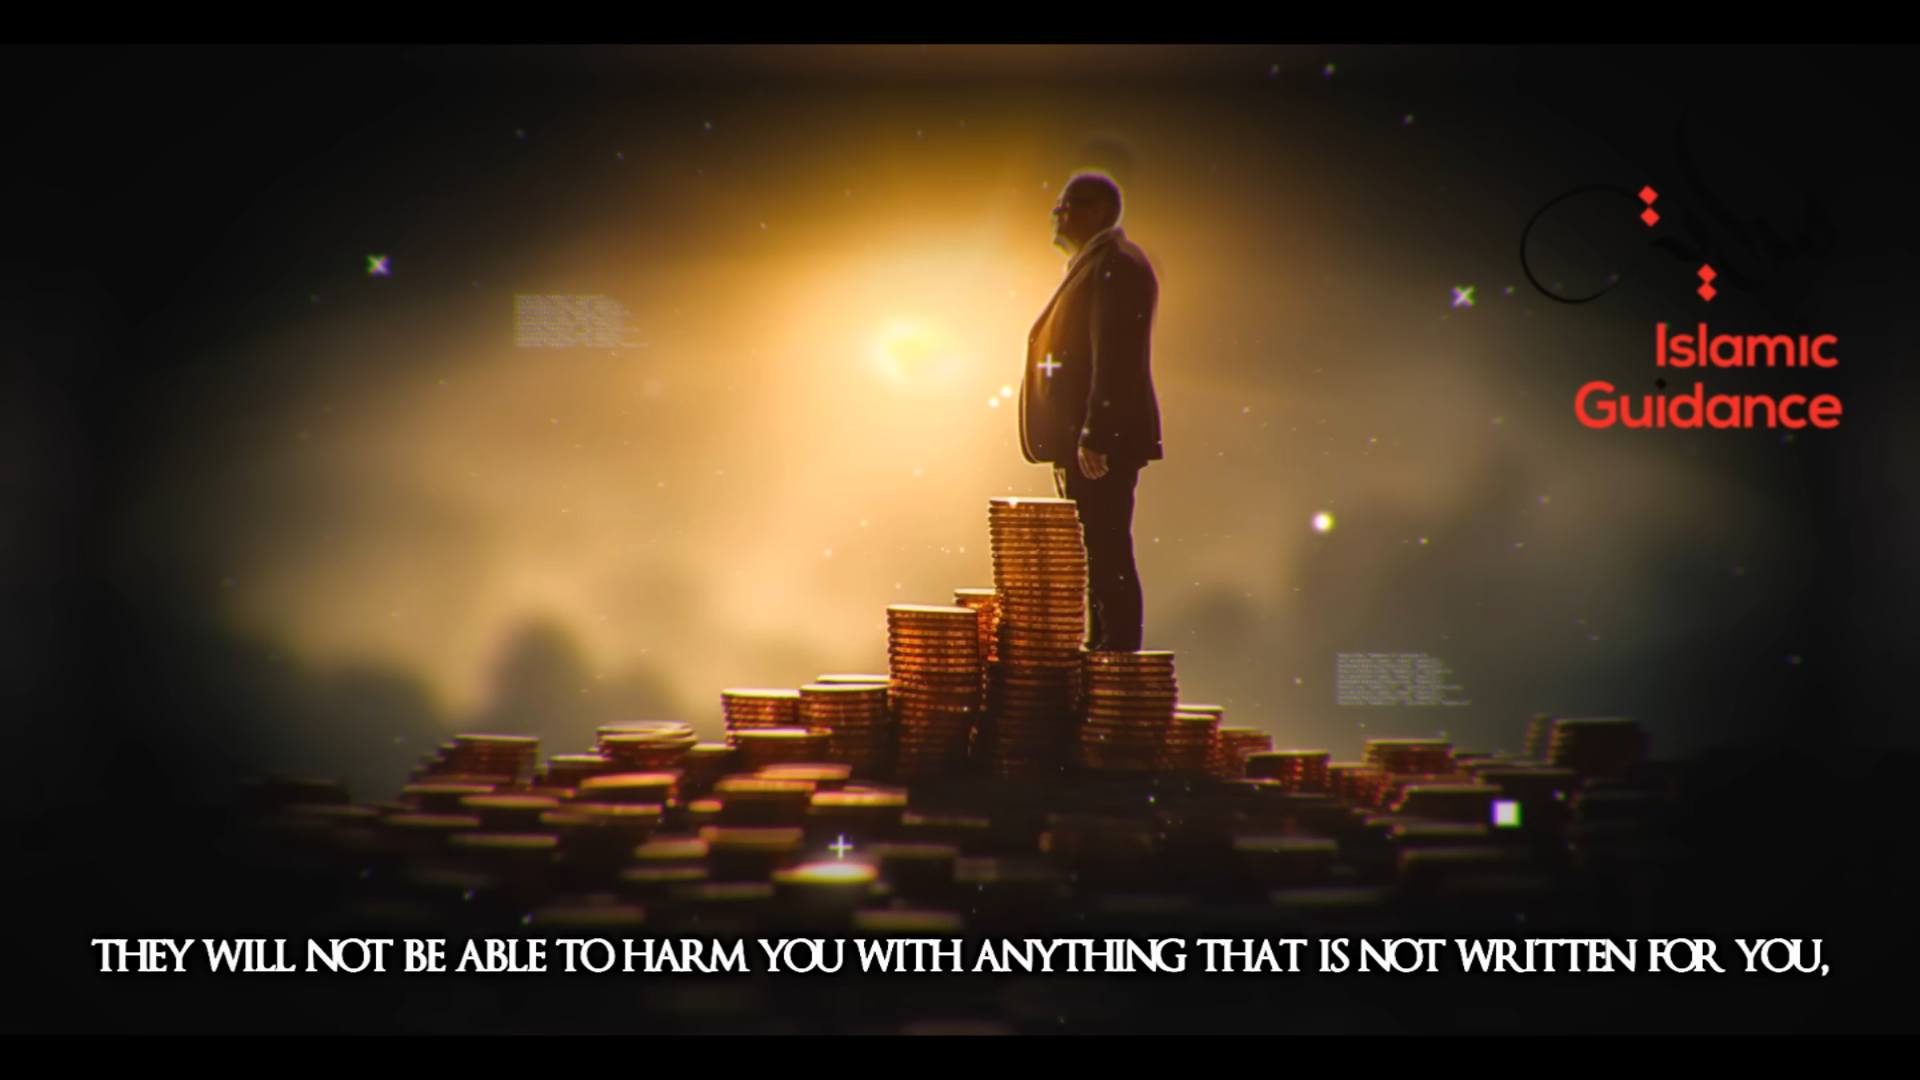 Islamic
Guidance
THEY WILL NOT BE ABLE TO HARM YOU WITH ANYTHING THAT IS NOT WRITTEN FOR YOU,